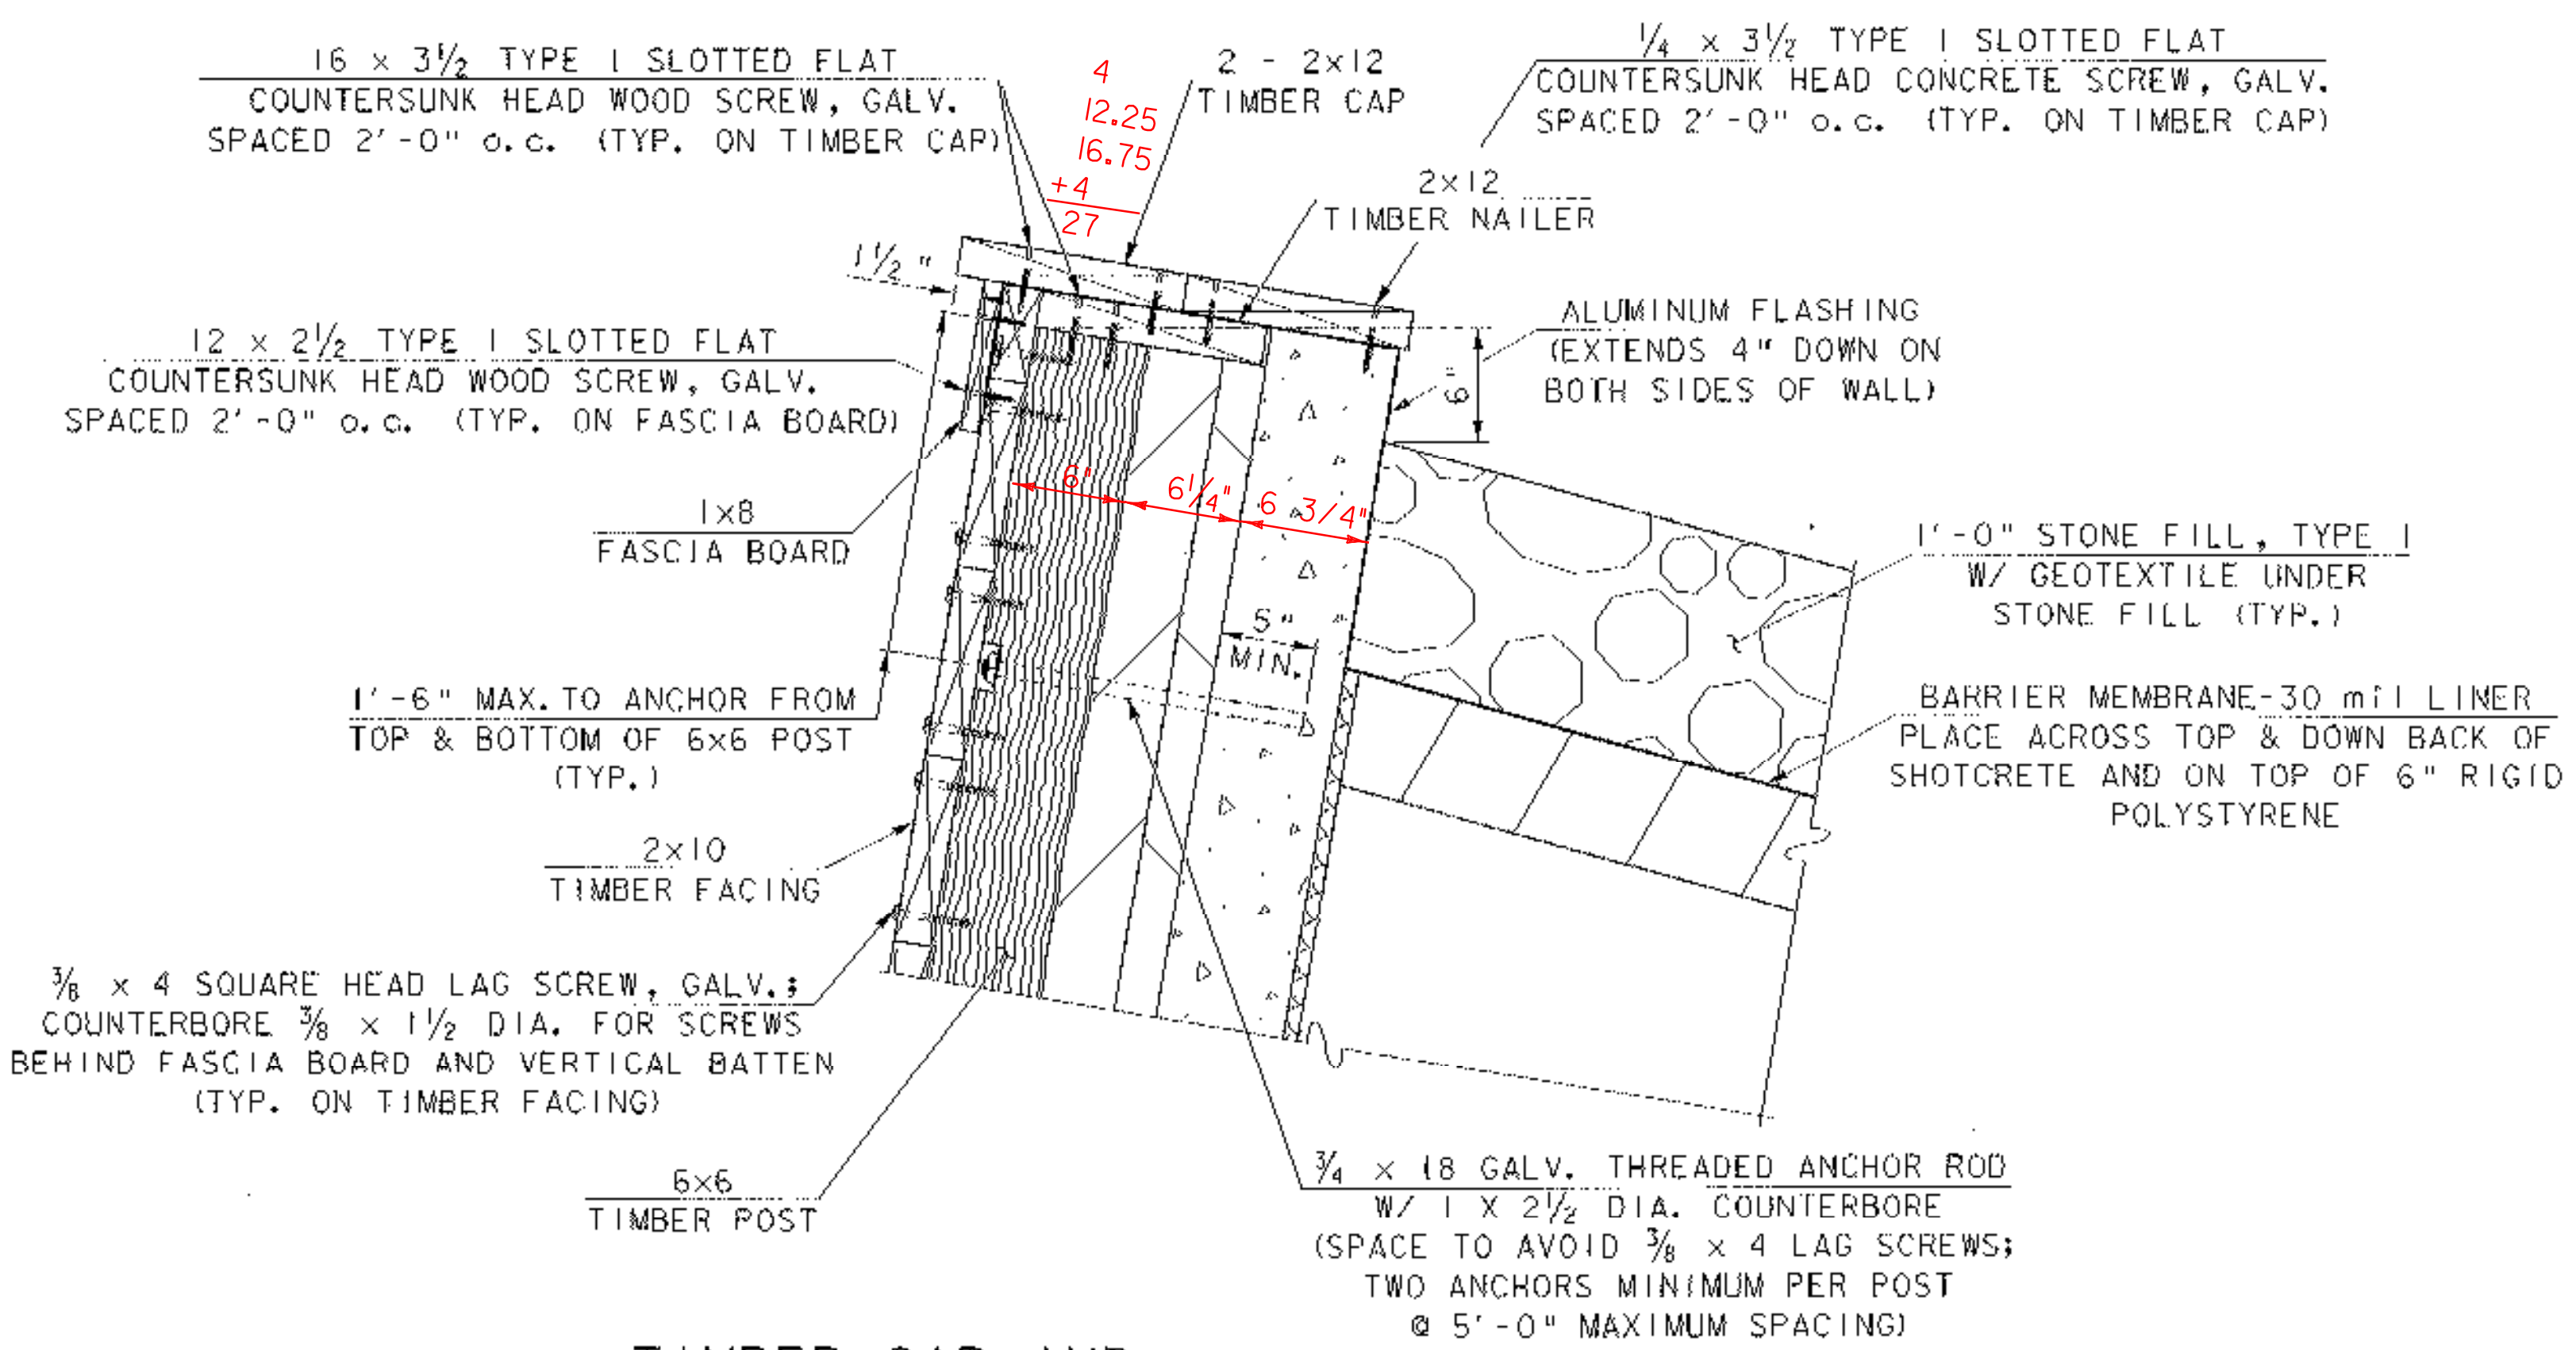 16 x 3½ TYPE 1 SLOTTED FLAT
COUNTERSUNK HEAD WOOD SCREW, GALV.
SPACED 2'-0" o.c. (TYP. ON TIMBER CAP)
4
12.25
16.75
+4
27
2 - 2x12
TIMBER CAP
¼ x 3½ TYPE 1 SLOTTED FLAT
COUNTERSUNK HEAD CONCRETE SCREW, GALV.
SPACED 2'-0" o.c. (TYP. ON TIMBER CAP)
2x12
TIMBER NAILER
1½ "
ALUMINUM FLASHING
(EXTENDS 4" DOWN ON
BOTH SIDES OF WALL)
12 x 2½ TYPE 1 SLOTTED FLAT
COUNTERSUNK HEAD WOOD SCREW, GALV.
SPACED 2'-0" o.c. (TYP. ON FASCIA BOARD)
6"
6"
6¼"
6 3/4"
1x8
FASCIA BOARD
1'-0" STONE FILL, TYPE 1
W/ GEOTEXTILE UNDER
STONE FILL (TYP.)
5"
MIN.
1'-6" MAX. TO ANCHOR FROM
TOP & BOTTOM OF 6x6 POST
(TYP.)
BARRIER MEMBRANE-30 mil LINER
PLACE ACROSS TOP & DOWN BACK OF
SHOTCRETE AND ON TOP OF 6" RIGID
POLYSTYRENE
2x10
TIMBER FACING
⅜ x 4 SQUARE HEAD LAG SCREW, GALV.;
COUNTERBORE ⅜ x 1½ DIA. FOR SCREWS
BEHIND FASCIA BOARD AND VERTICAL BATTEN
(TYP. ON TIMBER FACING)
6x6
TIMBER POST
¾ x 18 GALV. THREADED ANCHOR ROD
W/ 1 X 2½ DIA. COUNTERBORE
(SPACE TO AVOID ⅜ x 4 LAG SCREWS;
TWO ANCHORS MINIMUM PER POST
@ 5'-0" MAXIMUM SPACING)